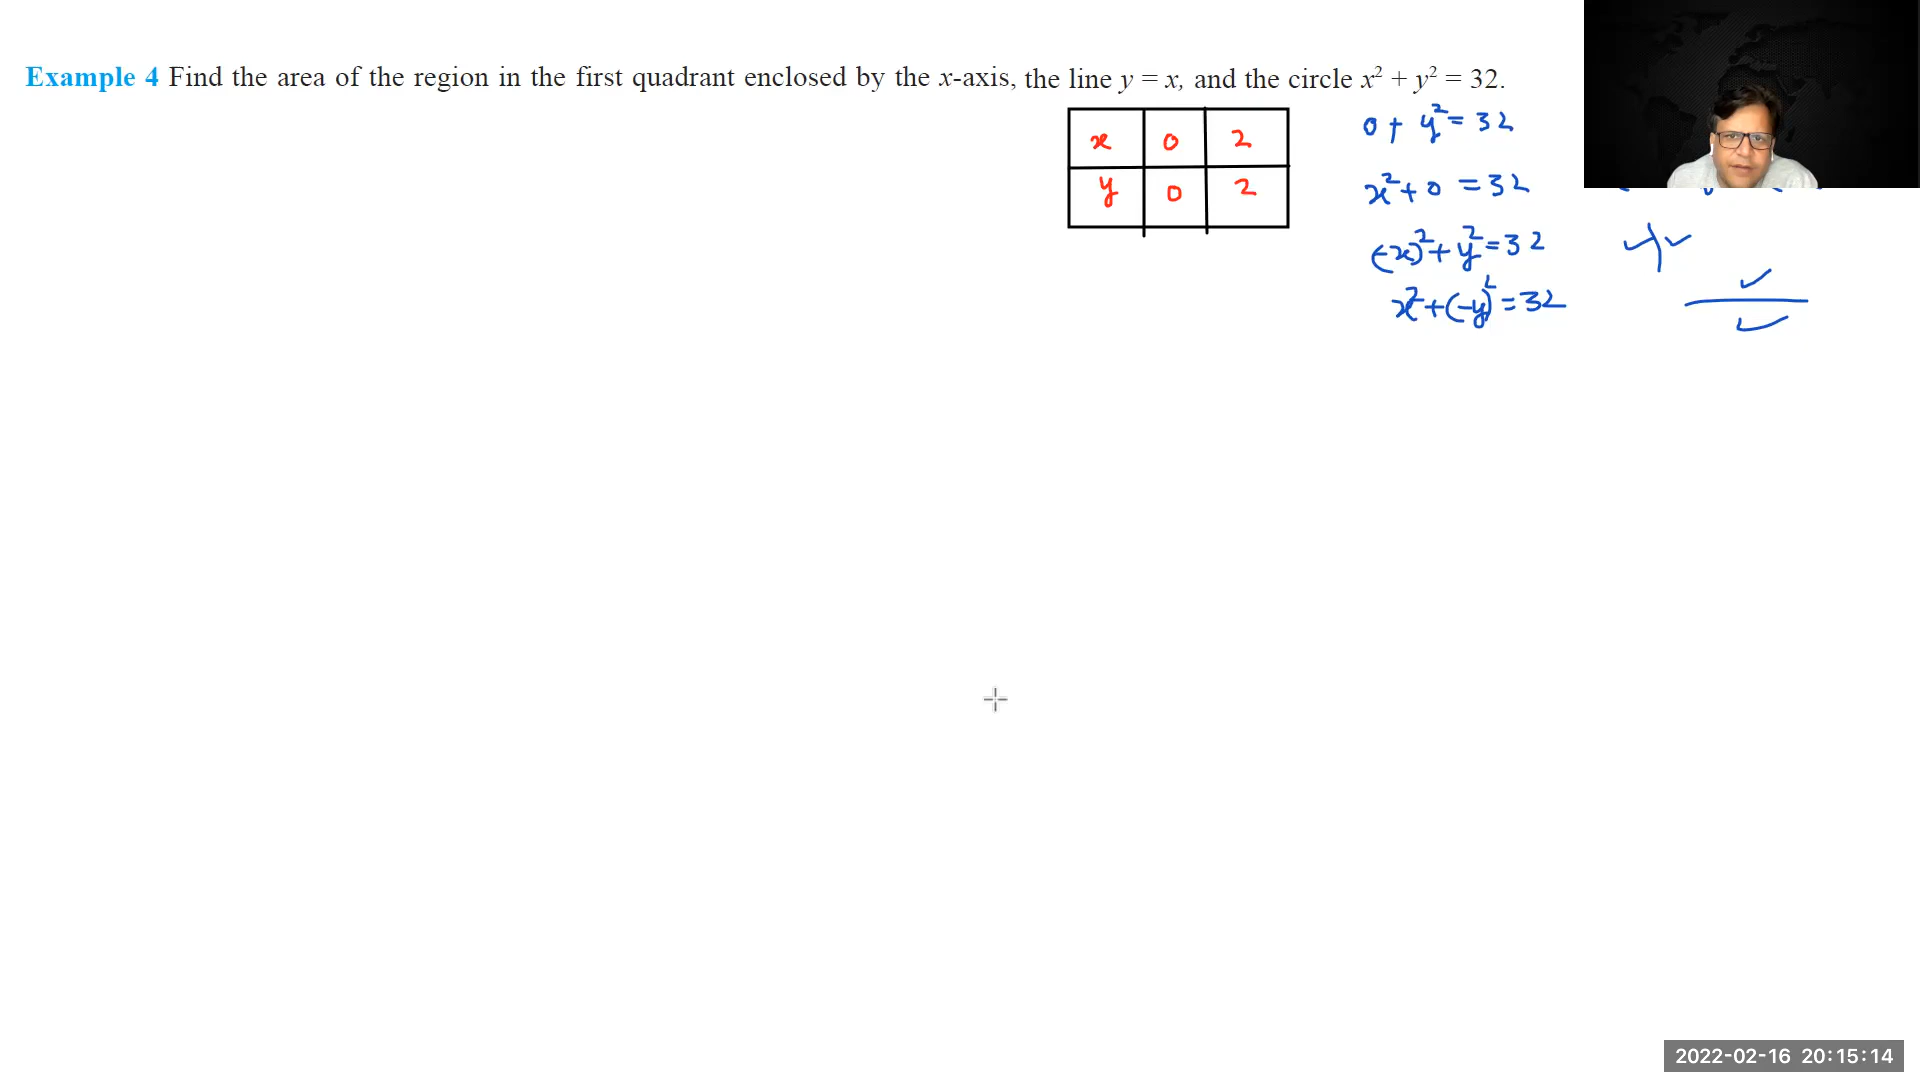 Example 4 Find the area of the region in the first quadrant enclosed by the x-axis, the line y = x, and the circle x² + y² = 32.
x 0 2
y 0 2
0 + y² = 32
x² + 0 = 32
(-x)² + y² = 32
x² + (-y)² = 32
2022-02-16 20:15:14